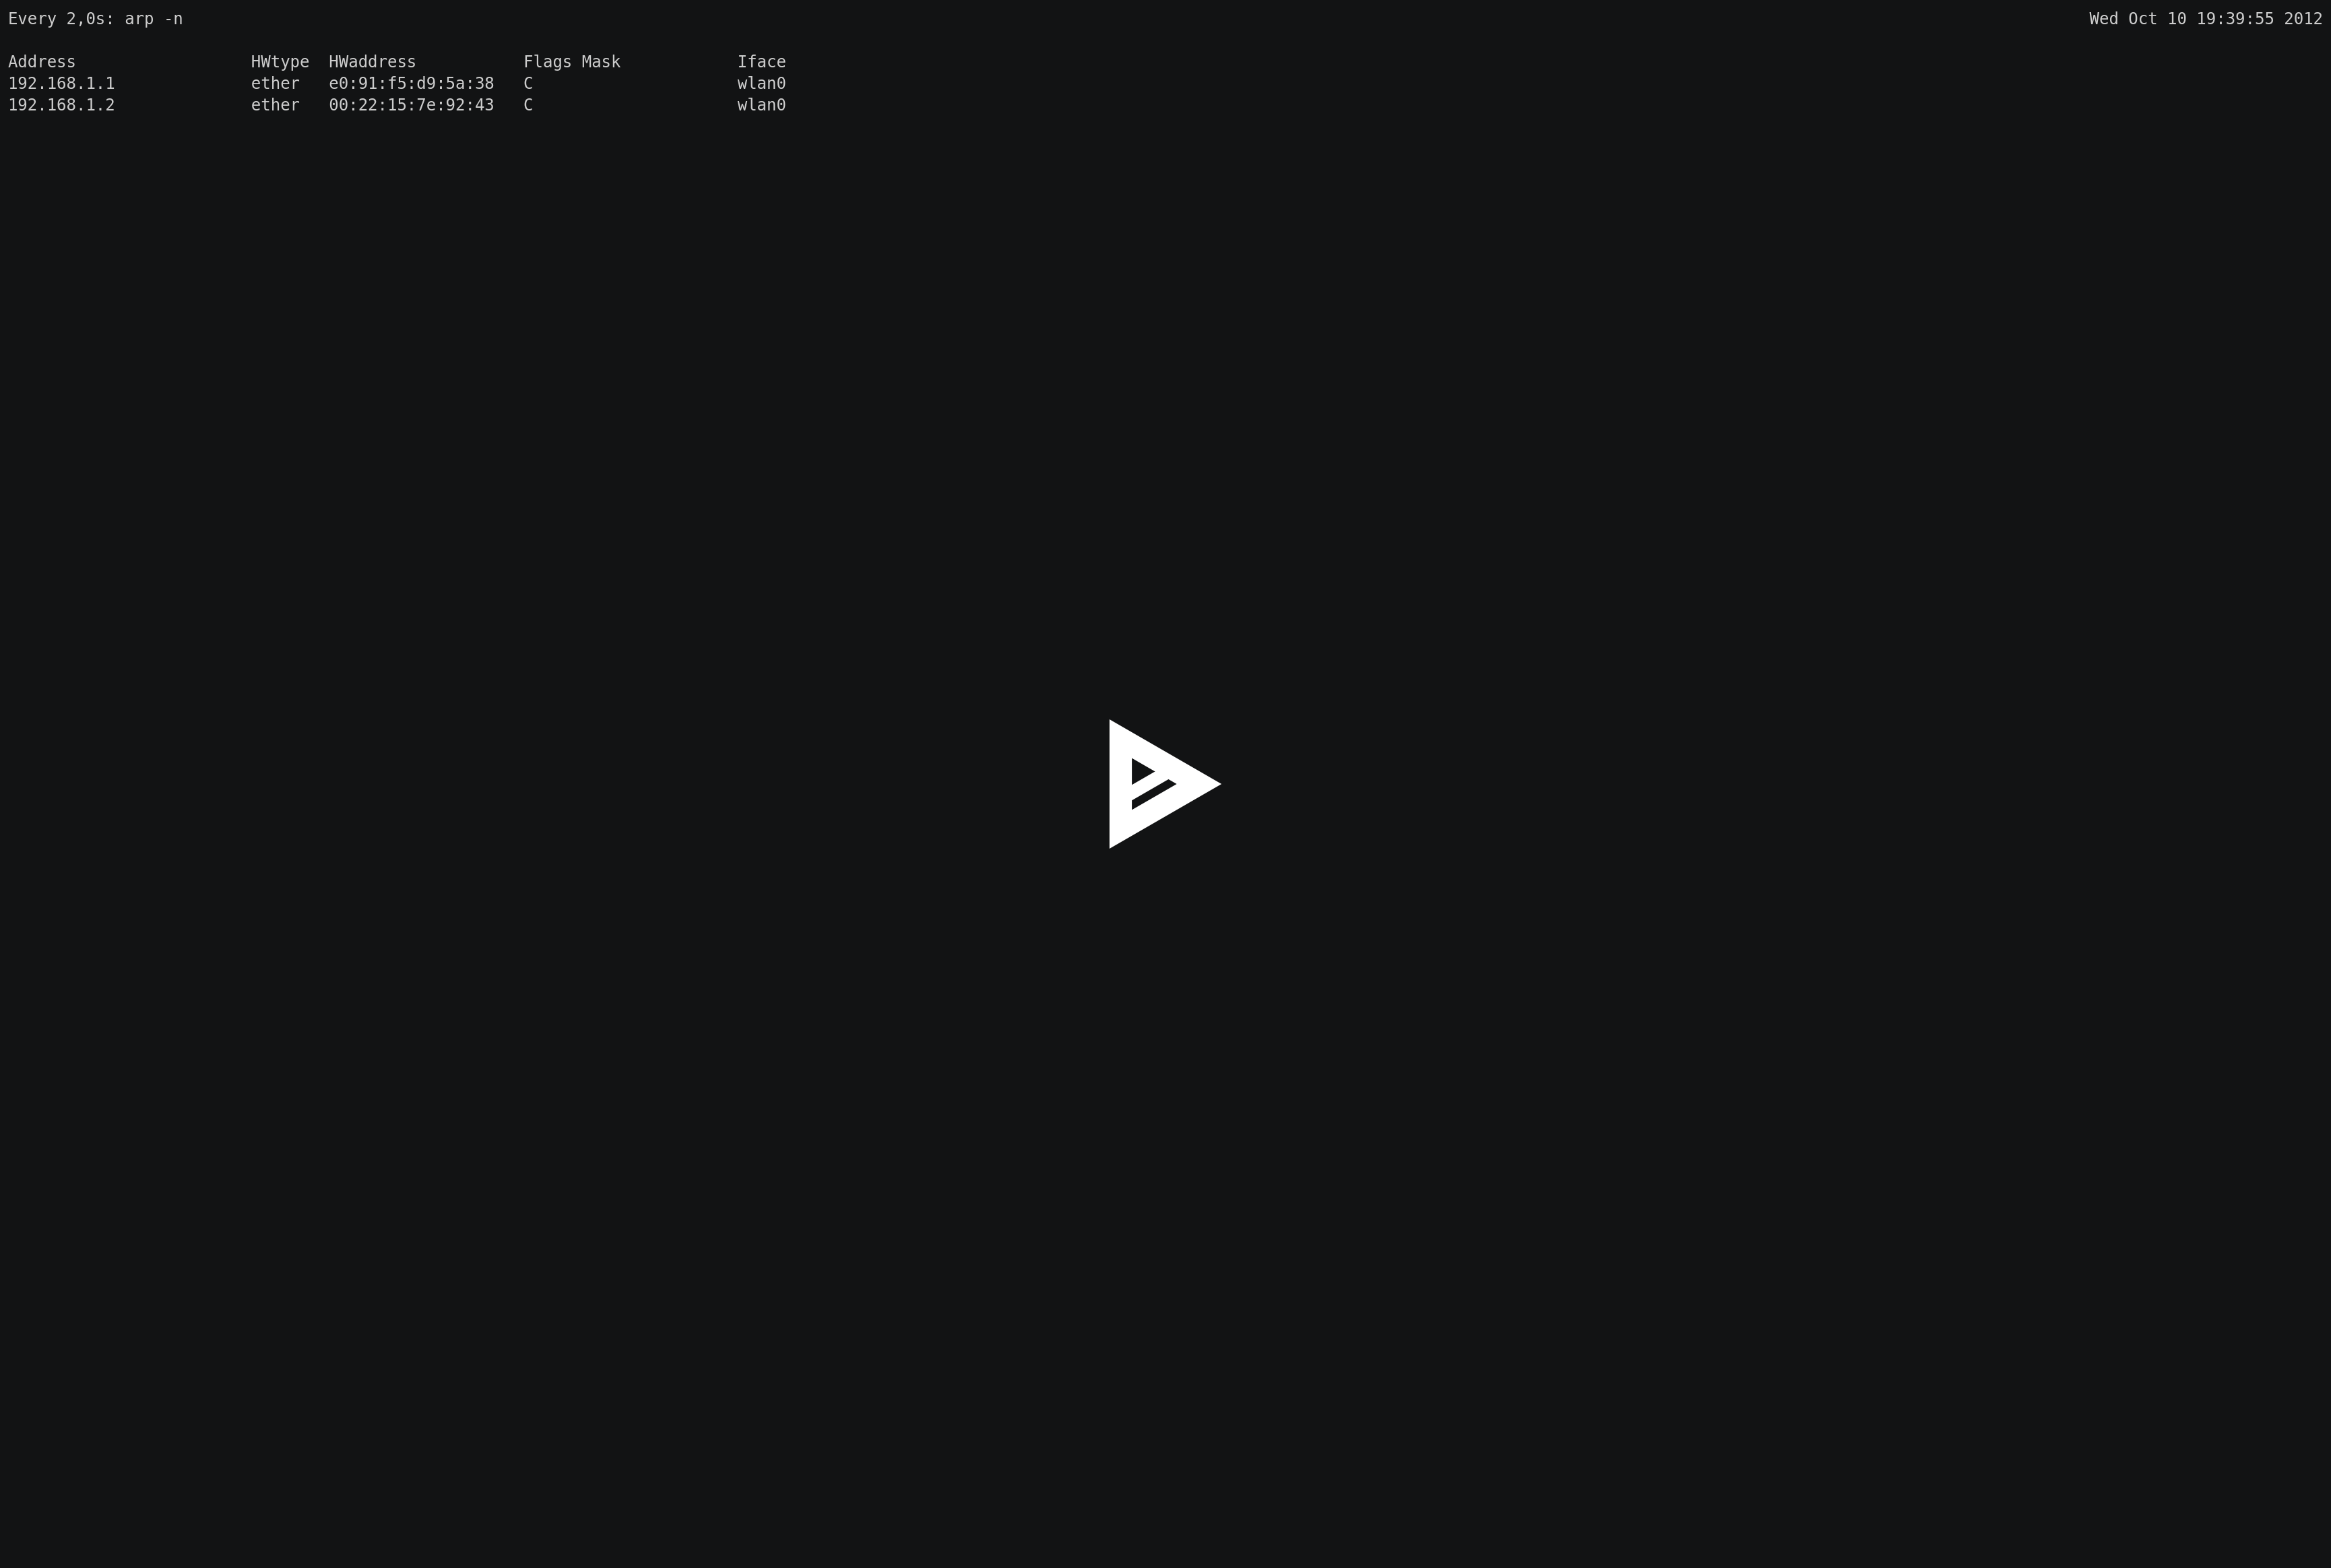 Every 2,0s: arp -n                                                     Wed Oct 10 19:39:55 2012
Address                  HWtype  HWaddress           Flags Mask            Iface
192.168.1.1              ether   e0:91:f5:d9:5a:38   C                     wlan0
192.168.1.2              ether   00:22:15:7e:92:43   C                     wlan0